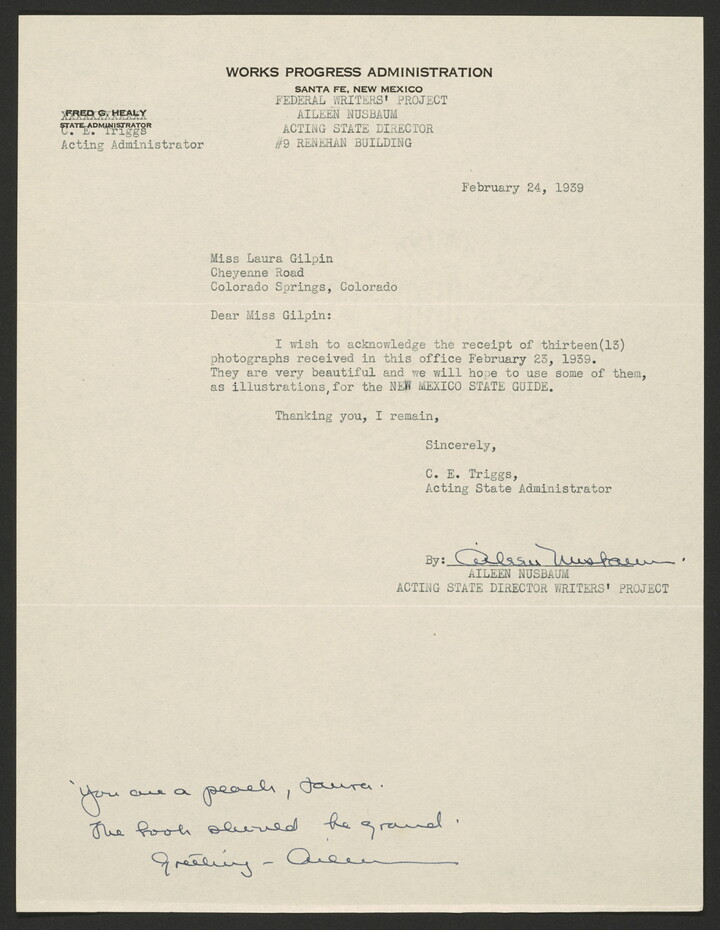 WORKS PROGRESS ADMINISTRATION
SANTA FE, NEW MEXICO
FEDERAL WRITERS' PROJECT
AILEEN NUSBAUM
ACTING STATE DIRECTOR
#9 RENEHAN BUILDING
FRED G. HEALY
STATE ADMINISTRATOR
C. E. Triggs
Acting Administrator
February 24, 1939
Miss Laura Gilpin
Cheyenne Road
Colorado Springs, Colorado
Dear Miss Gilpin:
I wish to acknowledge the receipt of thirteen(13)
photographs received in this office February 23, 1939.
They are very beautiful and we will hope to use some of them,
as illustrations,for the NEW MEXICO STATE GUIDE.
Thanking you, I remain,
Sincerely,
C. E. Triggs,
Acting State Administrator
By: Aileen Nusbaum.
AILEEN NUSBAUM
ACTING STATE DIRECTOR WRITERS' PROJECT
You are a peach, Laura.
The book should be grand.
Greeting - Aileen